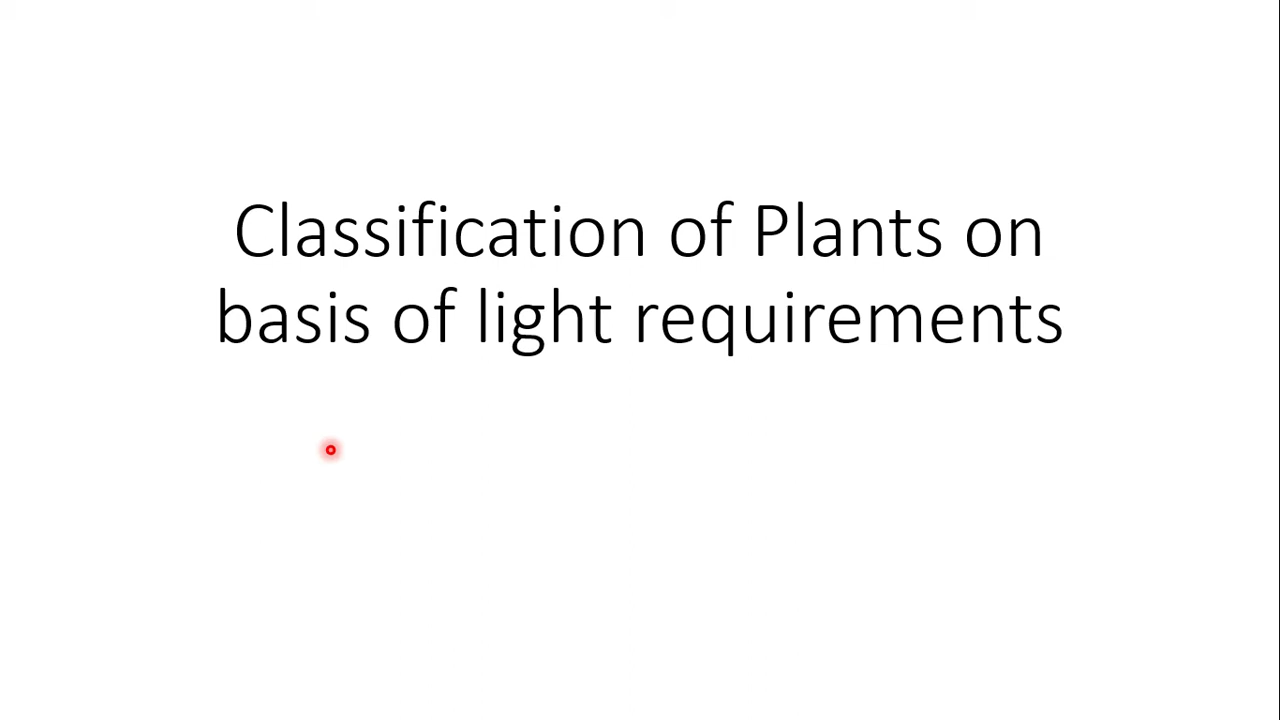 Classification of Plants on
basis of light requirements